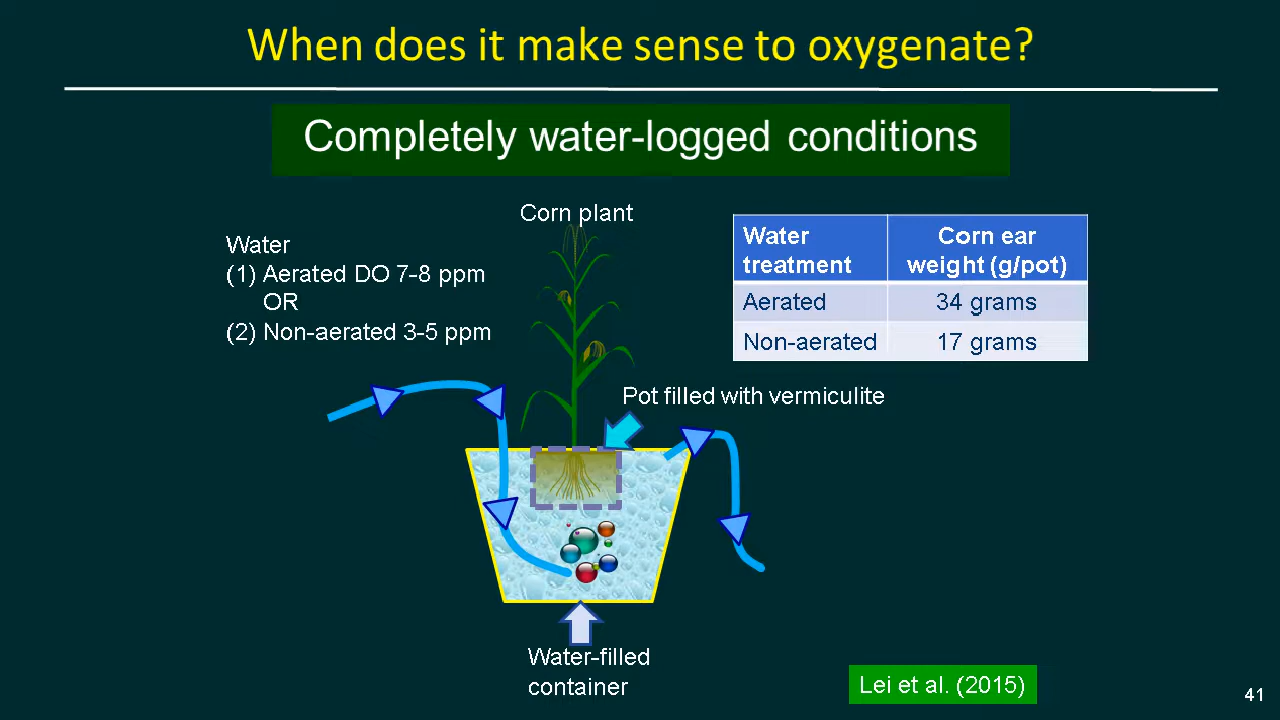 When does it make sense to oxygenate?
Completely water-logged conditions
Corn plant
Water
(1) Aerated DO 7-8 ppm
OR
(2) Non-aerated 3-5 ppm
Water treatment
Corn ear weight (g/pot)
Aerated 34 grams
Non-aerated 17 grams
Pot filled with vermiculite
Water-filled
container
Lei et al. (2015)
41